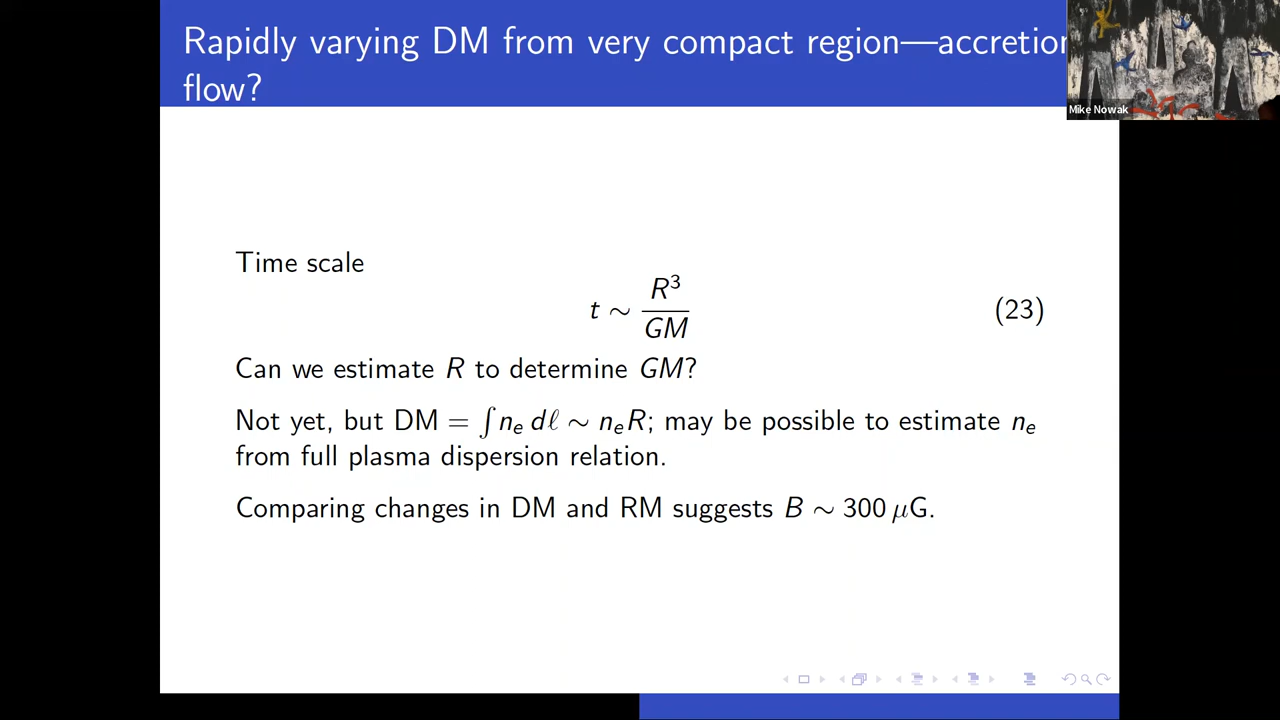 Rapidly varying DM from very compact region—accretion
flow?
Mike Nowak
Time scale
t ∼ R³/GM (23)
Can we estimate R to determine GM?
Not yet, but DM = ∫ nₑ dℓ ∼ nₑR; may be possible to estimate nₑ
from full plasma dispersion relation.
Comparing changes in DM and RM suggests B ∼ 300 μG.